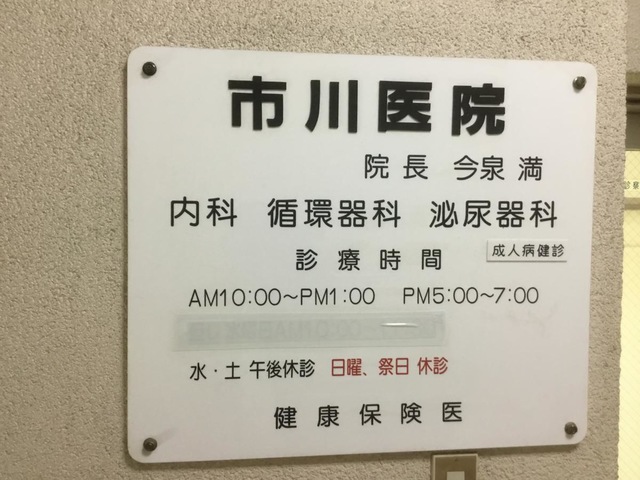 市川医院
院長 今泉 満
内科 循環器科 泌尿器科
診療時間 成人病健診
AM10:00〜PM1:00 PM5:00〜7:00
水・土 午後休診 日曜、祭日 休診
健康保険医
診察